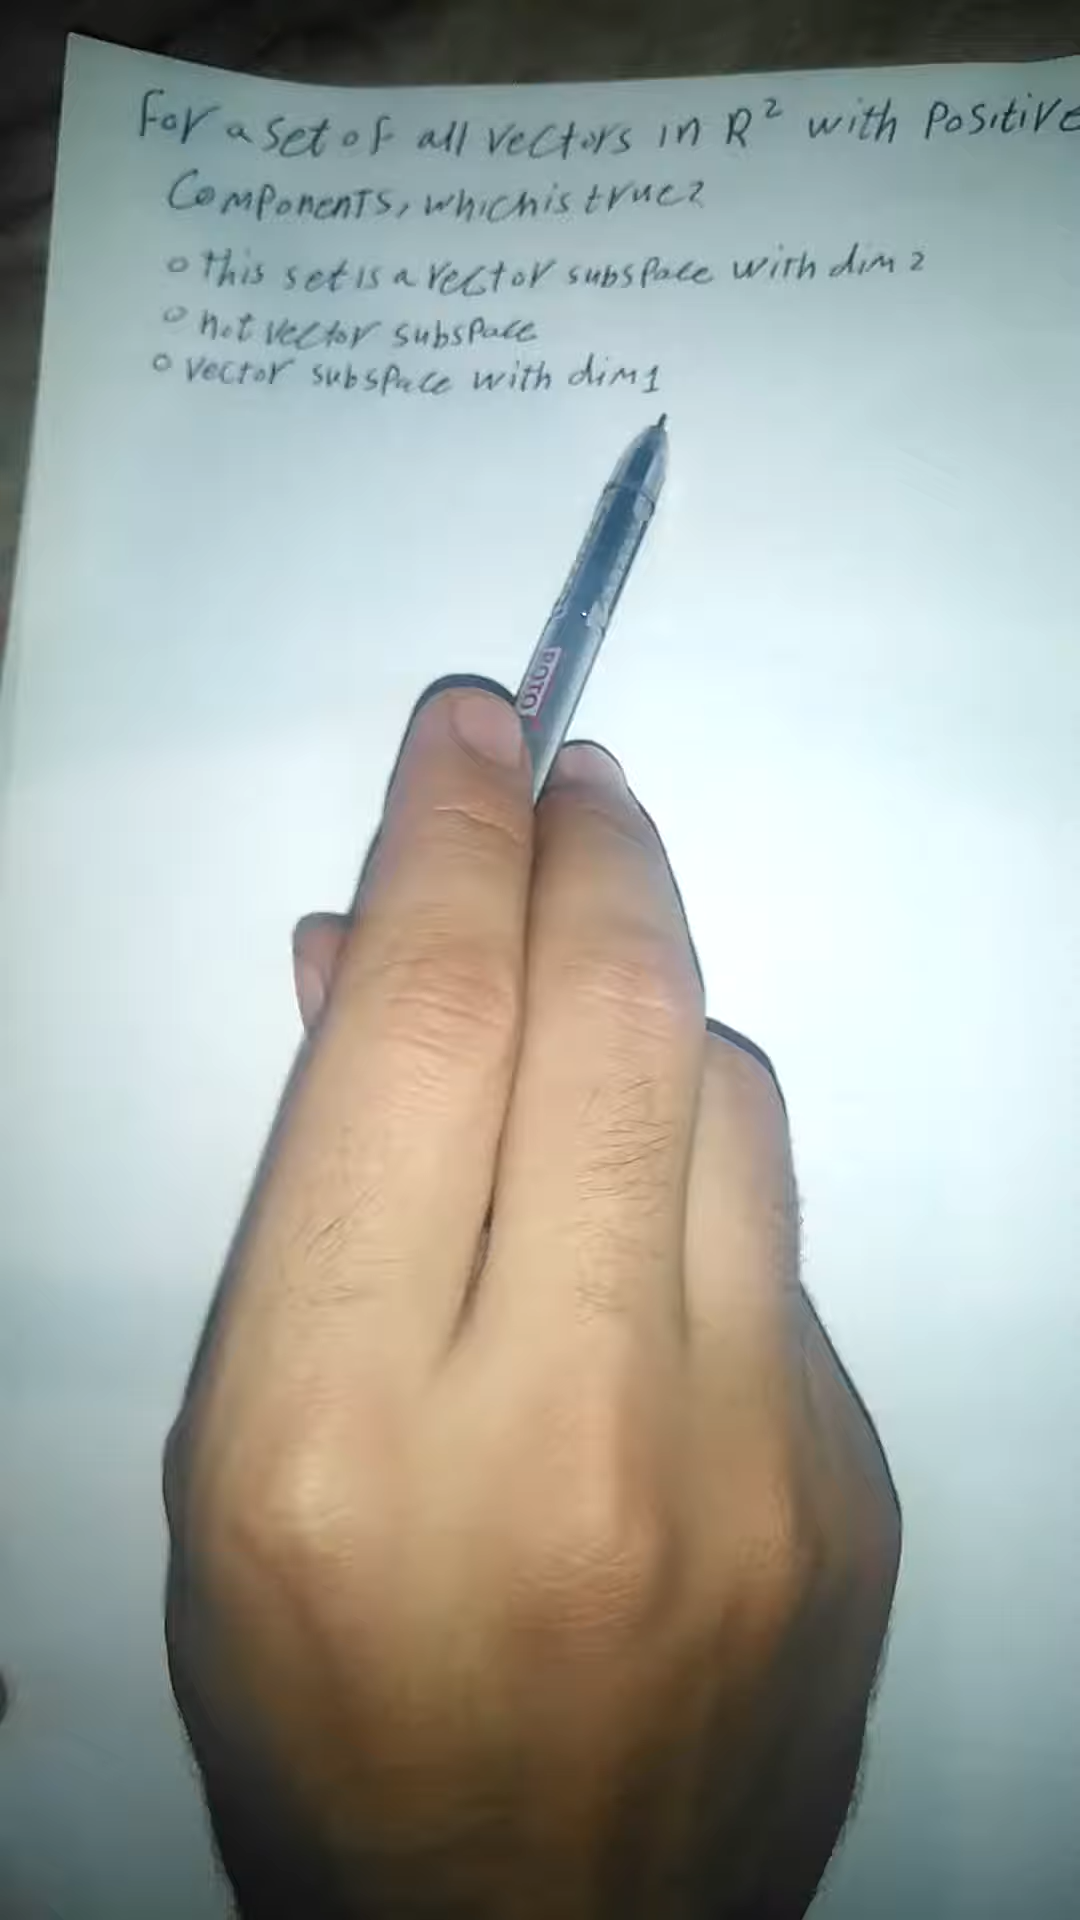 For a set of all vectors in R² with Positive
Components, which is true?
○ this set is a vector subspace with dim 2
○ not vector subspace
○ vector subspace with dim 1
ROTO